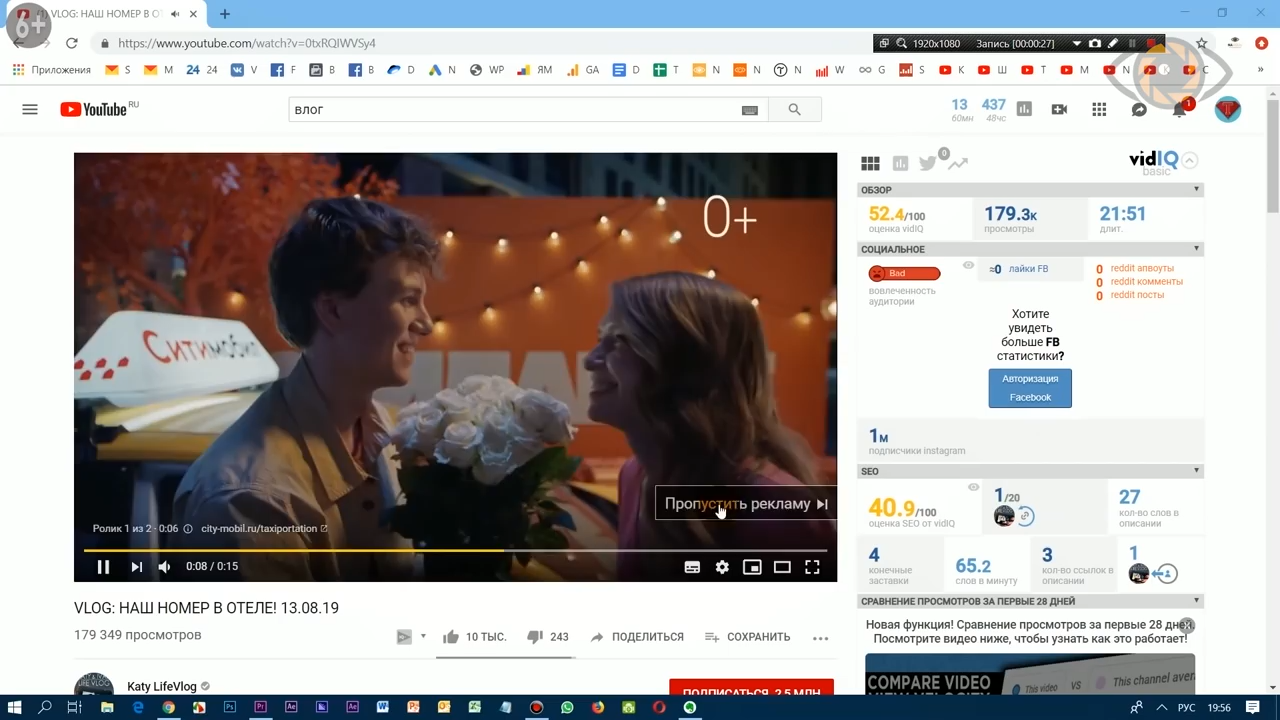 6+
(1) VLOG: НАШ НОМЕР В ОТ
https://www.youtube.com/watch?v=0txRQIWVSy4
1920x1080
Запись [00:00:27]
Приложения
S
M
24
24
V
F
B
F
N
WP
ЯМ
GA
D
T
N
N
N
W
G
S
К
Ш
Т
М
N
К
С
»
YouTube RU
влог
13
60мн
437
48чс
1
0+
Ситимобил
Пропустить рекламу
Ролик 1 из 2 · 0:06
city-mobil.ru/taxiportation
0:08 / 0:15
VLOG: НАШ НОМЕР В ОТЕЛЕ! 13.08.19
179 349 просмотров
10 ТЫС.
243
ПОДЕЛИТЬСЯ
СОХРАНИТЬ
Katy LifeVlog
ПОДПИСАТЬСЯ 2,5 МЛН
0
vidIQ
basic
ОБЗОР
52.4/100
оценка vidIQ
179.3к
просмотры
21:51
длит.
СОЦИАЛЬНОЕ
Bad
вовлеченность
аудитории
≈0 лайки FB
0 reddit апвоуты
0 reddit комменты
0 reddit посты
Хотите
увидеть
больше FB
статистики?
Авторизация
Facebook
1м
подписчики instagram
SEO
40.9/100
оценка SEO от vidIQ
1/20
27
кол-во слов в
описании
4
конечные
заставки
65.2
слов в минуту
3
кол-во ссылок в
описании
1
СРАВНЕНИЕ ПРОСМОТРОВ ЗА ПЕРВЫЕ 28 ДНЕЙ
Новая функция! Сравнение просмотров за первые 28 дней.
Посмотрите видео ниже, чтобы узнать как это работает!
COMPARE VIDEO
VIEW VELOCITY
This video
VS
This channel aver
РУС
19:56